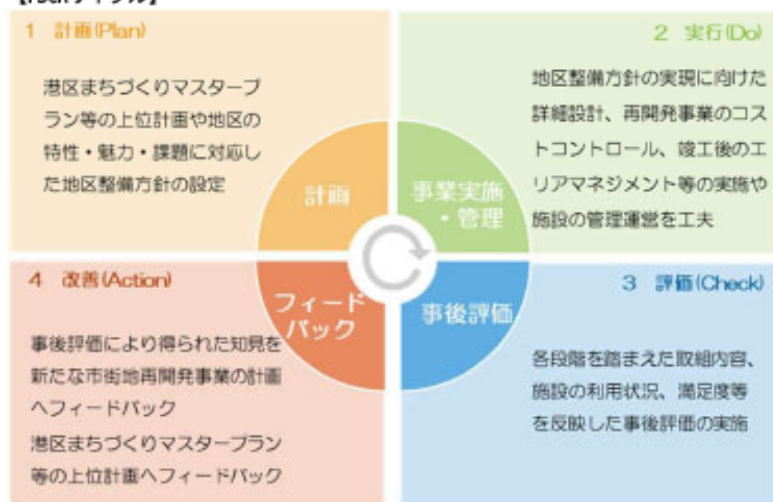 1 計画(Plan)
港区まちづくりマスタープ
ラン等の上位計画や地区の
特性・魅力・課題に対応し
た地区整備方針の設定
計画
2 実行(Do)
地区整備方針の実現に向けた
詳細設計、再開発事業のコス
トコントロール、竣工後のエ
リアマネジメント等の実施や
施設の管理運営を工夫
事業実施
・管理
4 改善(Action)
事後評価により得られた知見を
新たな市街地再開発事業の計画
へフィードバック
港区まちづくりマスタープラン
等の上位計画へフィードバック
フィード
バック
3 評価(Check)
各段階を踏まえた取組内容、
施設の利用状況、満足度等
を反映した事後評価の実施
事後評価